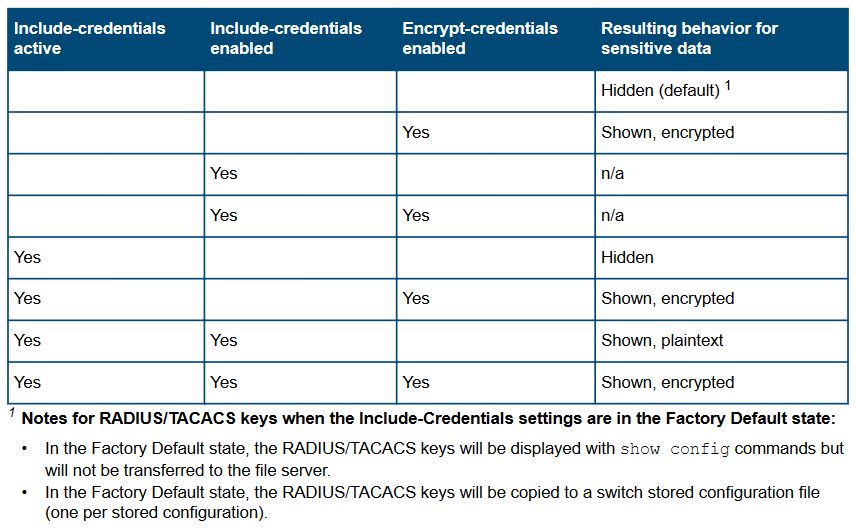 Include-credentials active Include-credentials enabled Encrypt-credentials enabled Resulting behavior for sensitive data
Hidden (default) 1
Yes Shown, encrypted
Yes n/a
Yes Yes n/a
Yes Hidden
Yes Yes Shown, encrypted
Yes Yes Shown, plaintext
Yes Yes Yes Shown, encrypted
1 Notes for RADIUS/TACACS keys when the Include-Credentials settings are in the Factory Default state:
• In the Factory Default state, the RADIUS/TACACS keys will be displayed with show config commands but
will not be transferred to the file server.
• In the Factory Default state, the RADIUS/TACACS keys will be copied to a switch stored configuration file
(one per stored configuration).